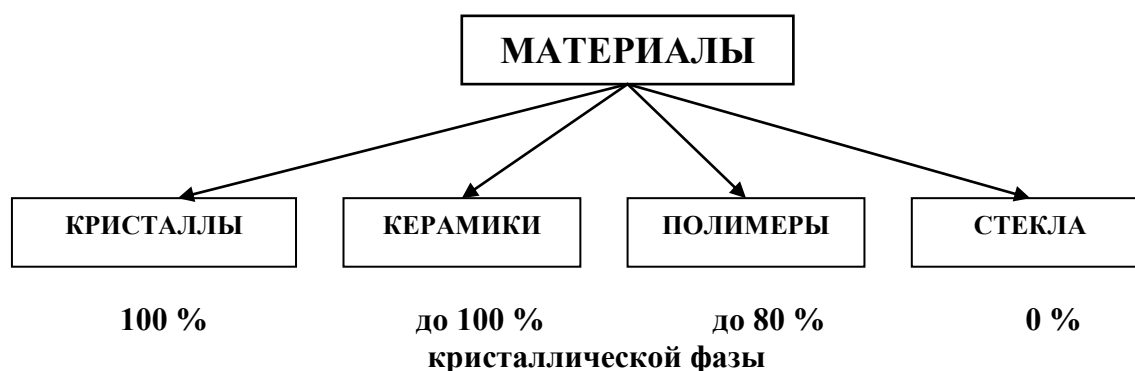 МАТЕРИАЛЫ
КРИСТАЛЛЫ КЕРАМИКИ ПОЛИМЕРЫ СТЕКЛА
100 % до 100 % до 80 % 0 %
кристаллической фазы